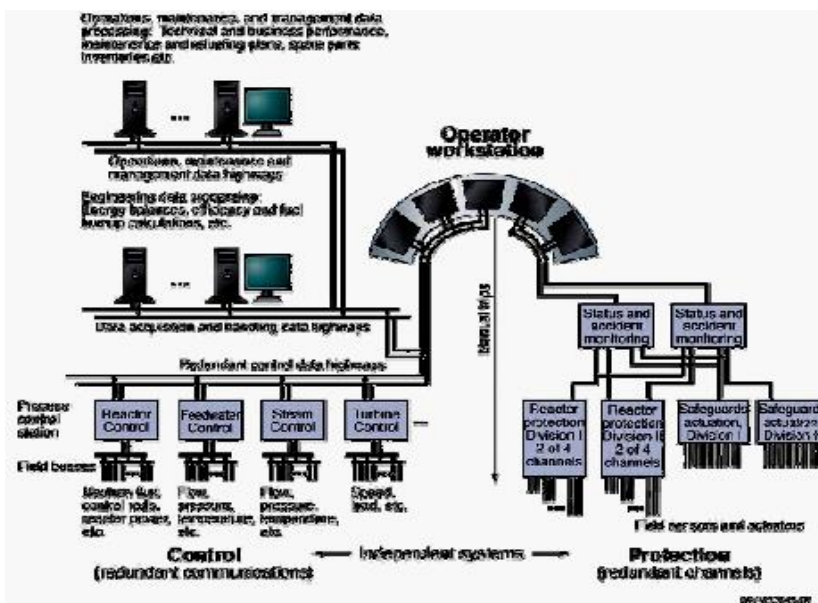 Operations, maintenance, and management data
processing: Technical and business performance,
maintenance and refueling plans, spare parts
inventories etc.
Operations, maintenance and
management data highways
Engineering data processing:
Energy balances, efficiency and fuel
burnup calculations, etc.
Data acquisition and handling data highways
Redundant control data highways
Operator
workstation
Manual trips
Status and
accident
monitoring
Status and
accident
monitoring
Process
control
station
Reactor
Control
Feedwater
Control
Steam
Control
Turbine
Control
Reactor
protection
Division I
2 of 4
channels
Reactor
protection
Division II
2 of 4
channels
Safeguards
actuation,
Division I
Safeguards
actuation,
Division
Field busses
Neutron flux,
control rods,
reactor power,
etc.
Flow,
pressure,
temperature,
etc.
Flow,
pressure,
temperature,
etc.
Speed,
load, etc.
Field sensors and actuators
Control
(redundant communications)
Independent systems
Protection
(redundant channels)